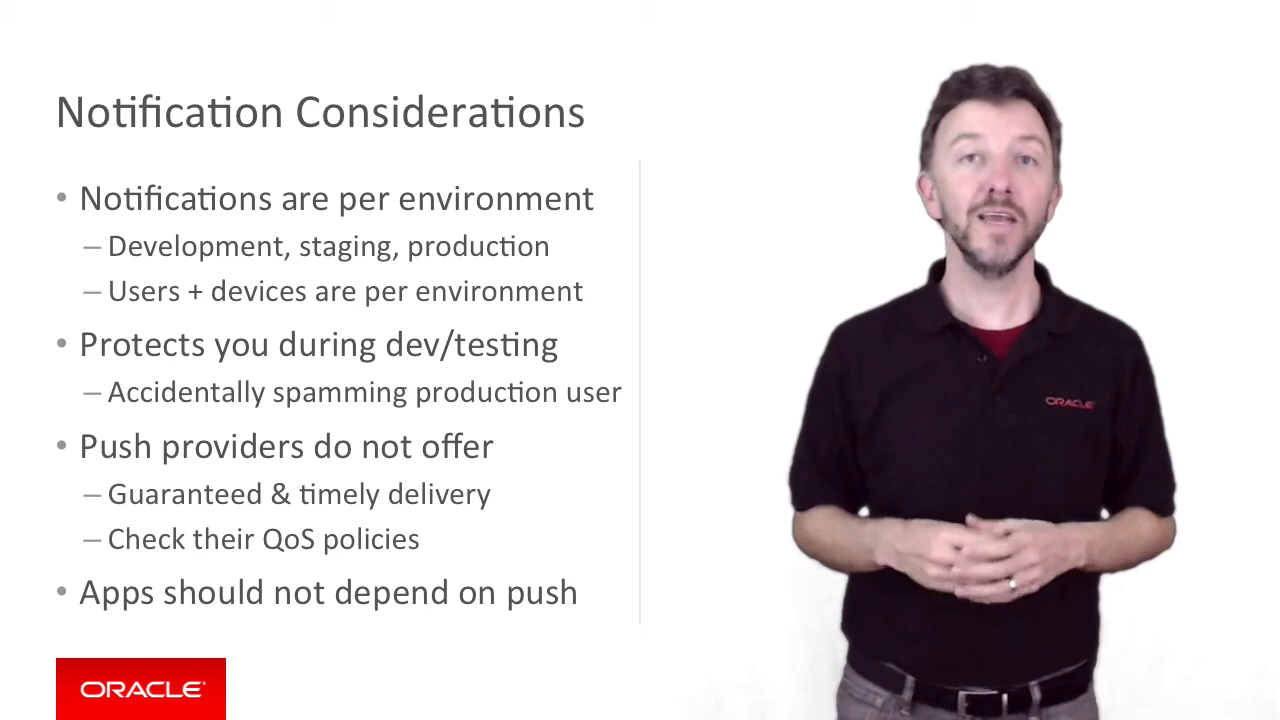 Notification Considerations
• Notifications are per environment
– Development, staging, production
– Users + devices are per environment
• Protects you during dev/testing
– Accidentally spamming production user
• Push providers do not offer
– Guaranteed & timely delivery
– Check their QoS policies
• Apps should not depend on push
ORACLE®
ORACLE